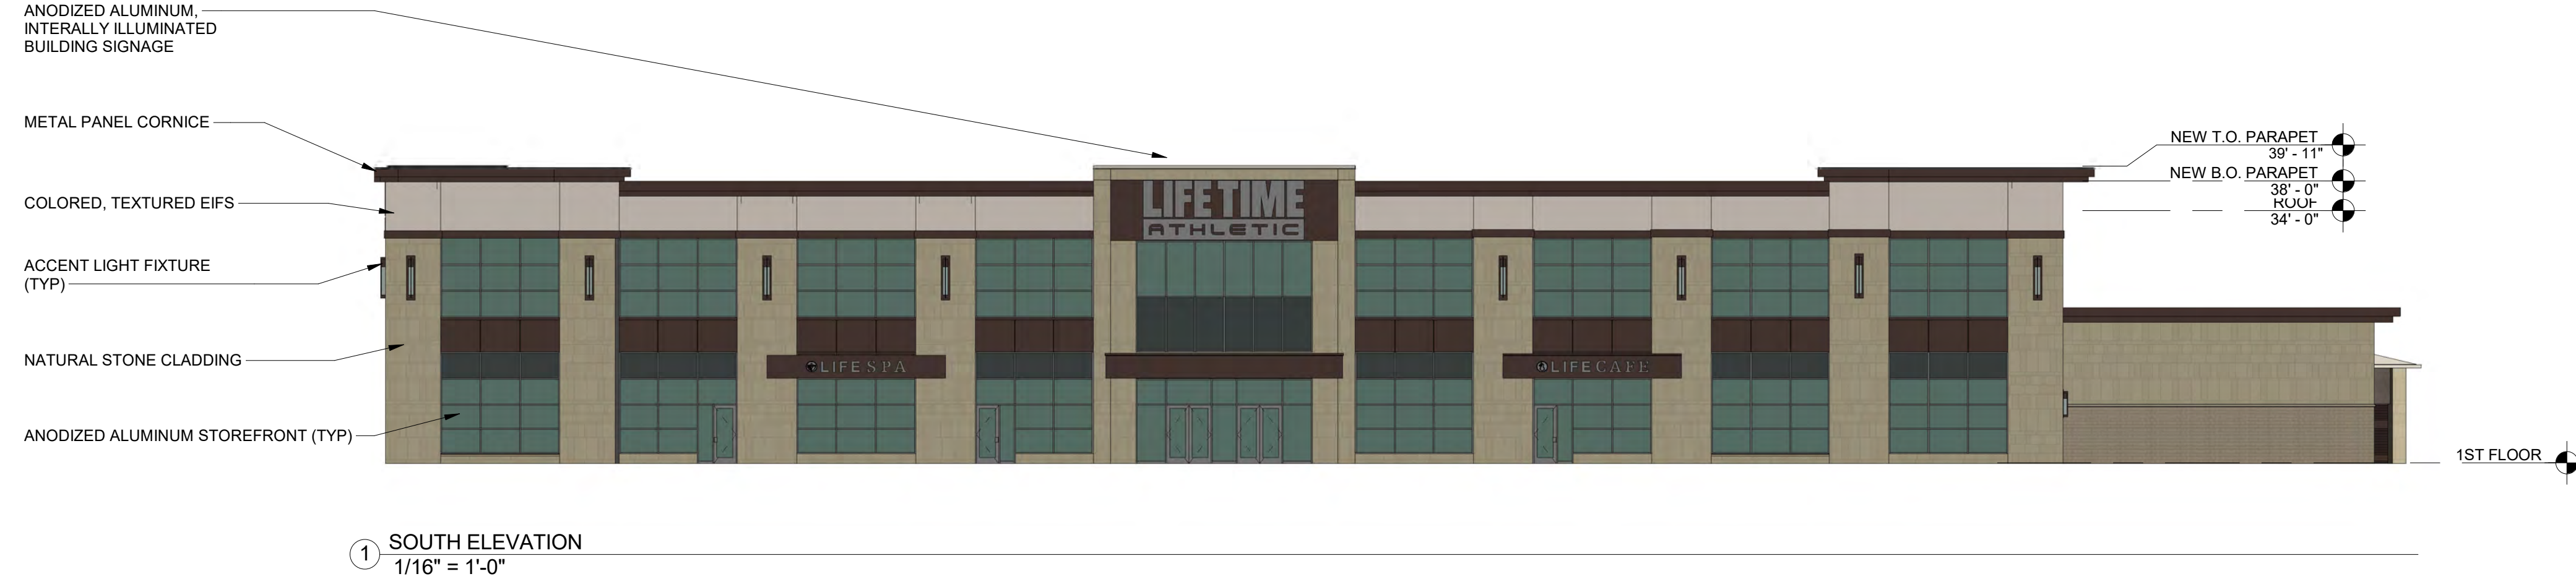 ANODIZED ALUMINUM,
INTERALLY ILLUMINATED
BUILDING SIGNAGE
METAL PANEL CORNICE
COLORED, TEXTURED EIFS
ACCENT LIGHT FIXTURE
(TYP)
NATURAL STONE CLADDING
ANODIZED ALUMINUM STOREFRONT (TYP)
LIFE TIME
ATHLETIC
LIFE SPA
LIFE CAFE
NEW T.O. PARAPET
39' - 11"
NEW B.O. PARAPET
38' - 0"
ROOF
34' - 0"
1ST FLOOR
1
SOUTH ELEVATION
1/16" = 1'-0"